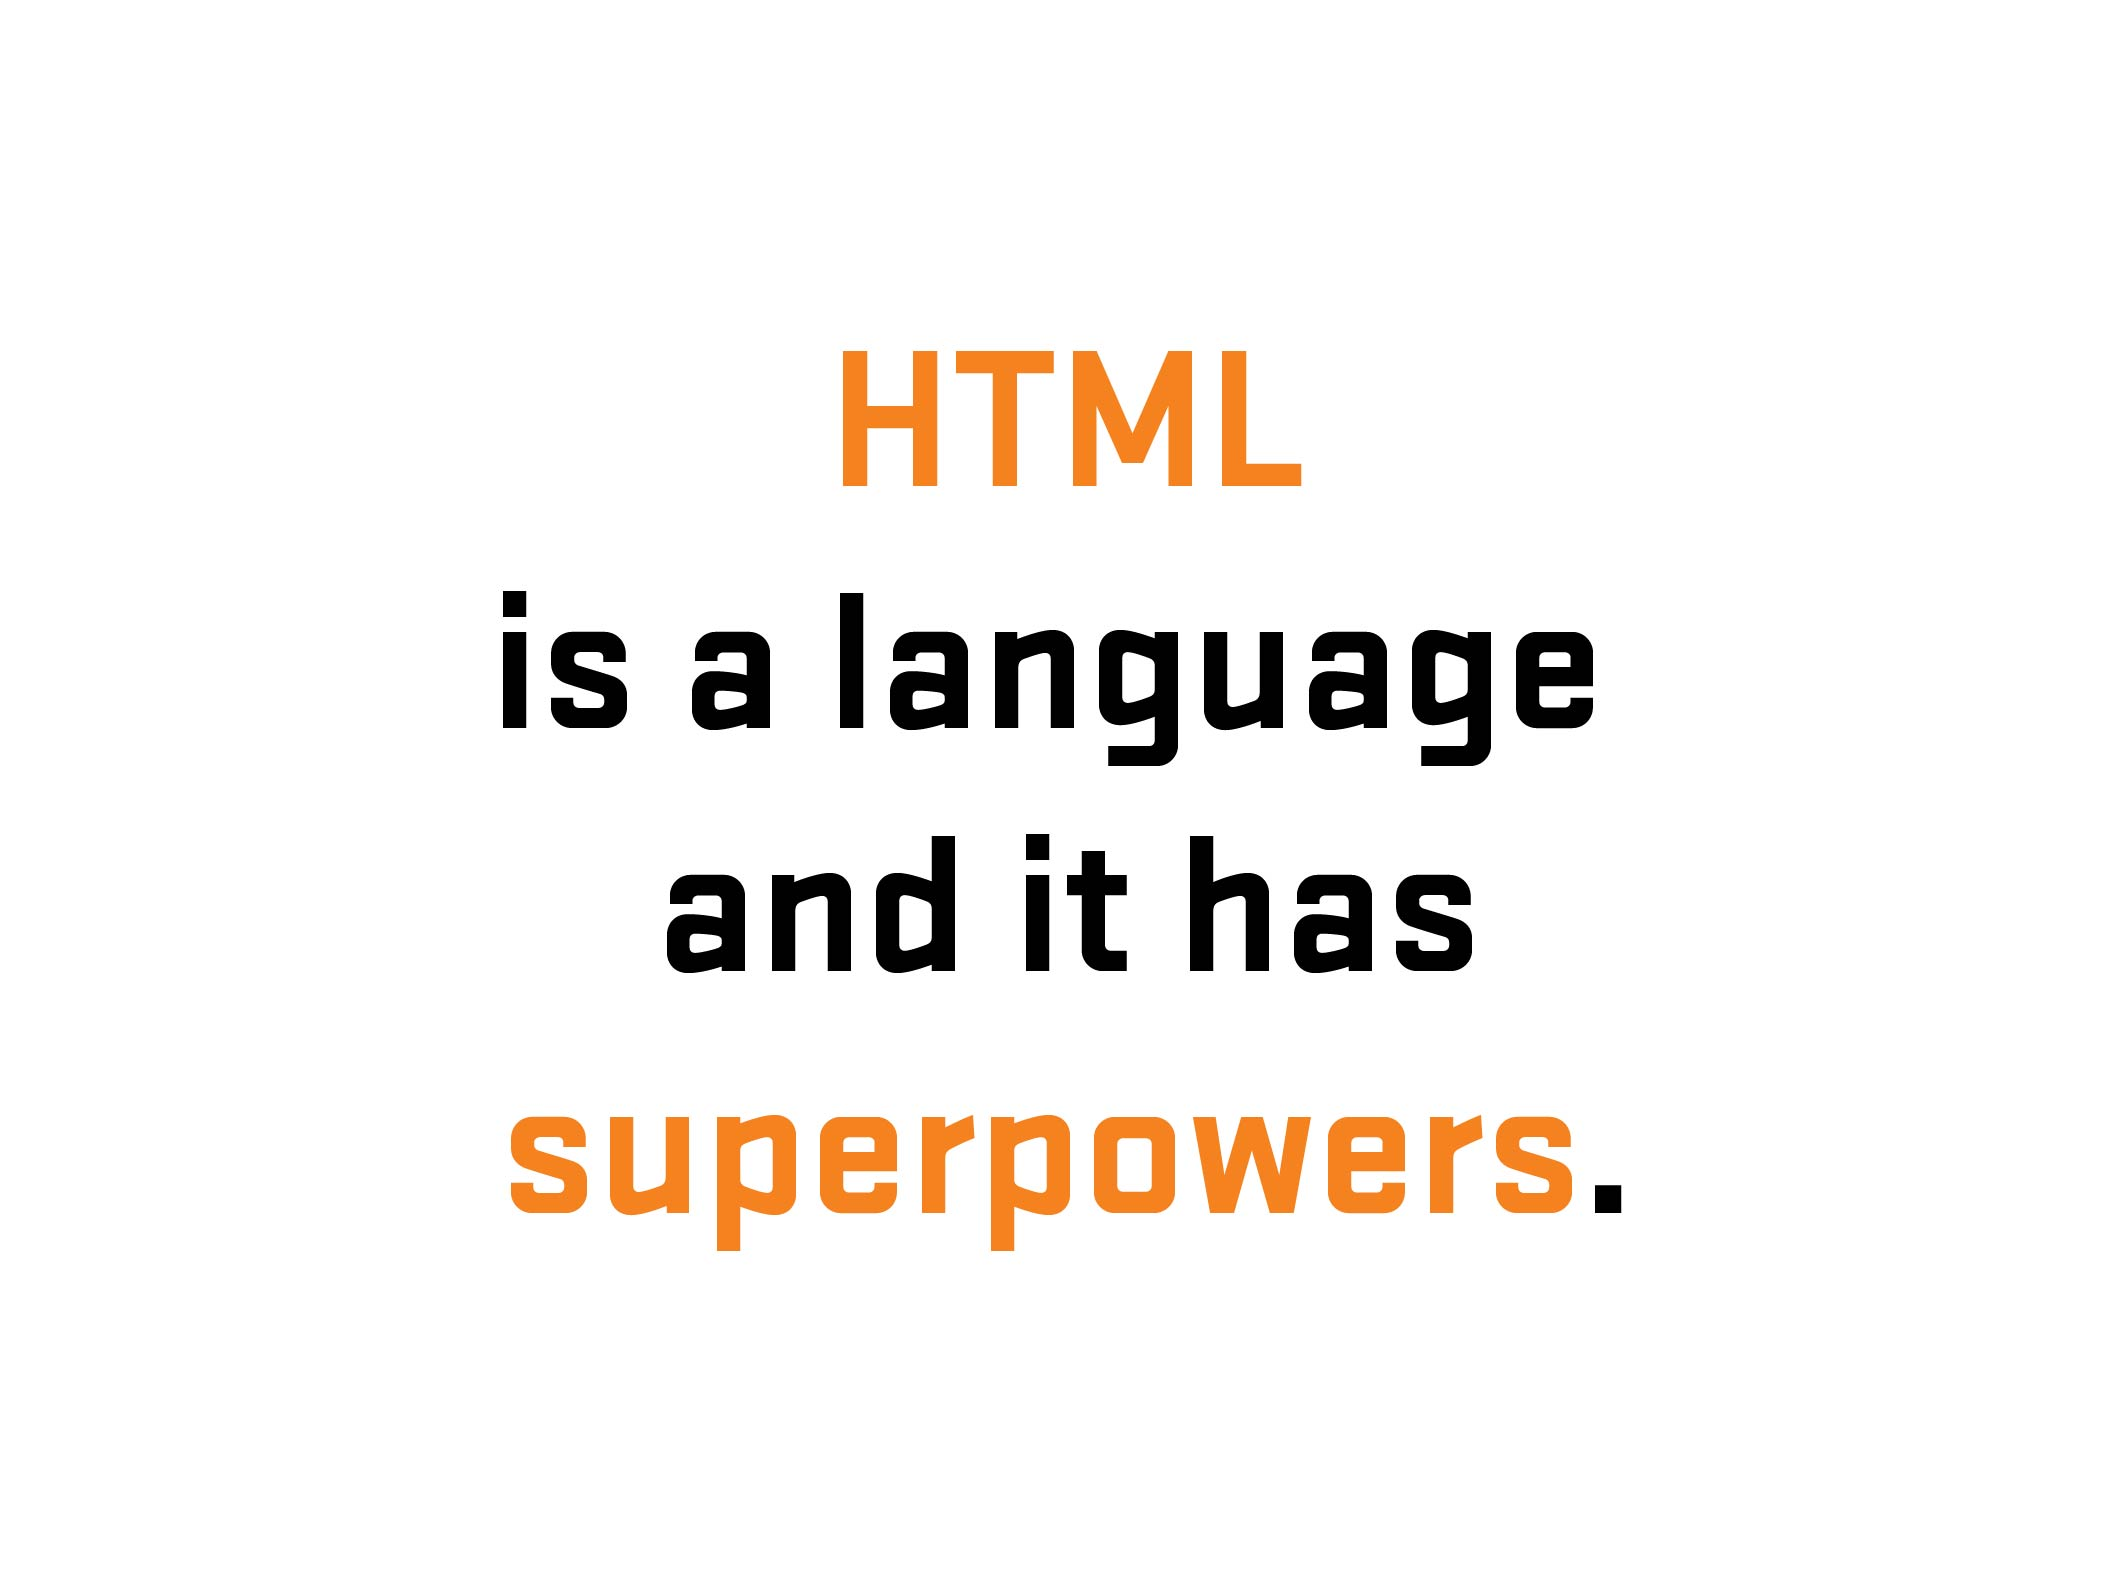 HTML
is a language
and it has
superpowers.